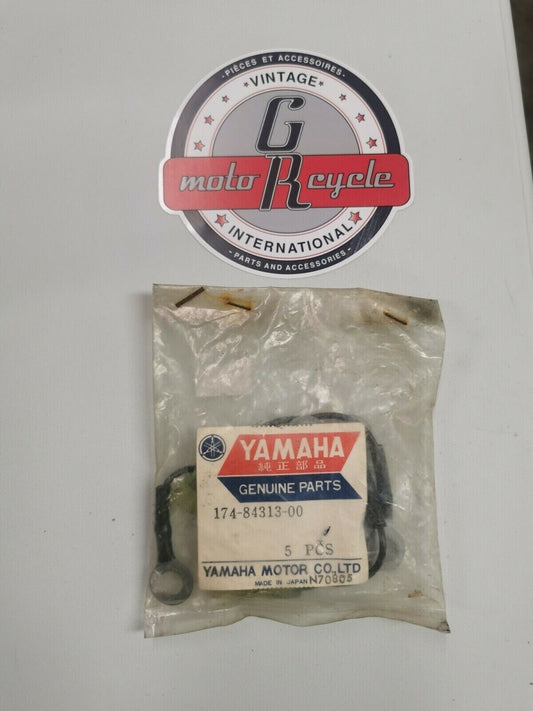 - PIÈCES ET ACCESSOIRES -
VINTAGE
G
moto R cycle
INTERNATIONAL
- PARTS AND ACCESSORIES -
YAMAHA
純正部品
GENUINE PARTS
174-84313-00
5 PCS
YAMAHA MOTOR CO.,LTD
MADE IN JAPAN N70805